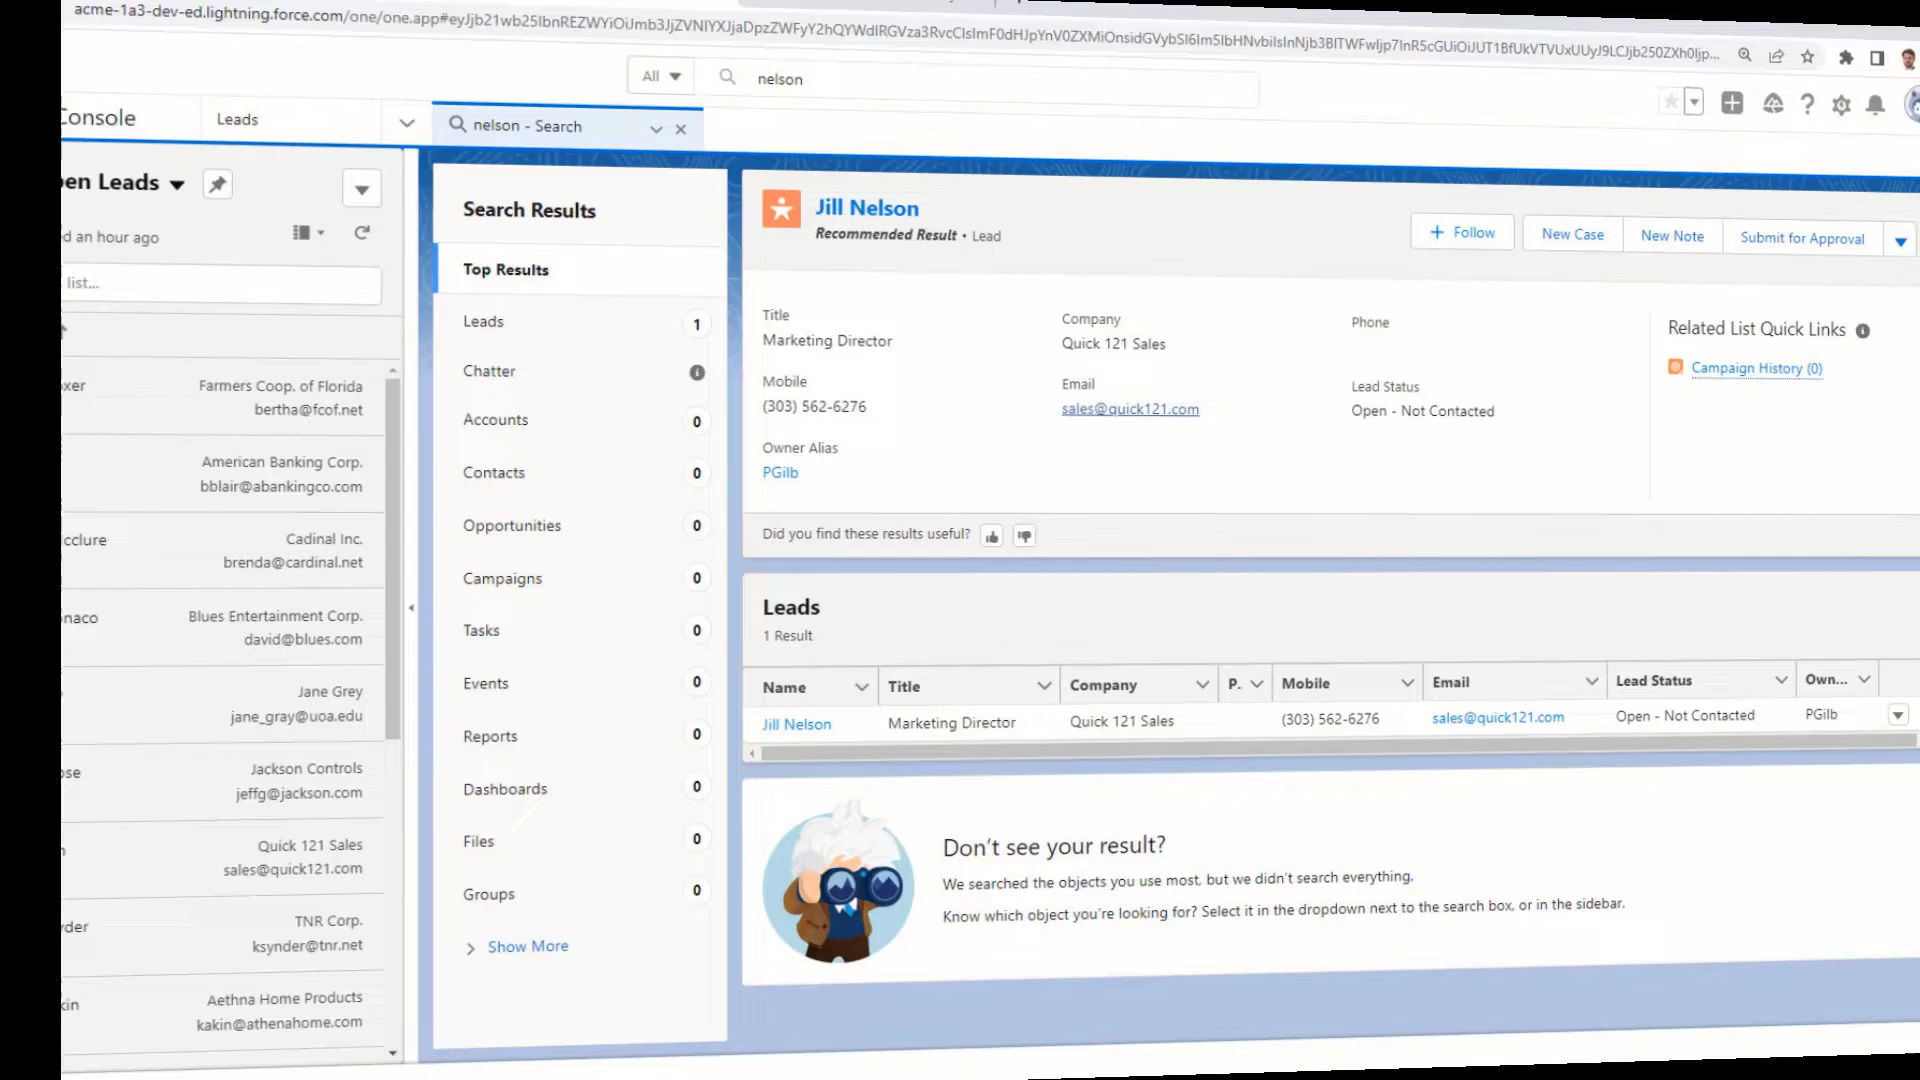 acme-1a3-dev-ed.lightning.force.com/one/one.app#
All
nelson
Console
Leads
nelson - Search
pen Leads
d an hour ago
list...
xer
Farmers Coop. of Florida
bertha@fcof.net
American Banking Corp.
bblair@abankingco.com
cclure
Cadinal Inc.
brenda@cardinal.net
naco
Blues Entertainment Corp.
david@blues.com
Jane Grey
jane_gray@uoa.edu
ose
Jackson Controls
jeffg@jackson.com
Quick 121 Sales
sales@quick121.com
der
TNR Corp.
ksynder@tnr.net
kin
Aethna Home Products
kakin@athenahome.com
Search Results
Top Results
Leads 1
Chatter
Accounts 0
Contacts 0
Opportunities 0
Campaigns 0
Tasks 0
Events 0
Reports 0
Dashboards 0
Files 0
Groups 0
Show More
Jill Nelson
Recommended Result • Lead
Follow
New Case
New Note
Submit for Approval
Title
Marketing Director
Company
Quick 121 Sales
Phone
Mobile
(303) 562-6276
Email
sales@quick121.com
Lead Status
Open - Not Contacted
Owner Alias
PGilb
Related List Quick Links
Campaign History (0)
Did you find these results useful?
Leads
1 Result
Name Title Company P. Mobile Email Lead Status Own...
Jill Nelson Marketing Director Quick 121 Sales (303) 562-6276 sales@quick121.com Open - Not Contacted PGilb
Don't see your result?
We searched the objects you use most, but we didn't search everything.
Know which object you're looking for? Select it in the dropdown next to the search box, or in the sidebar.